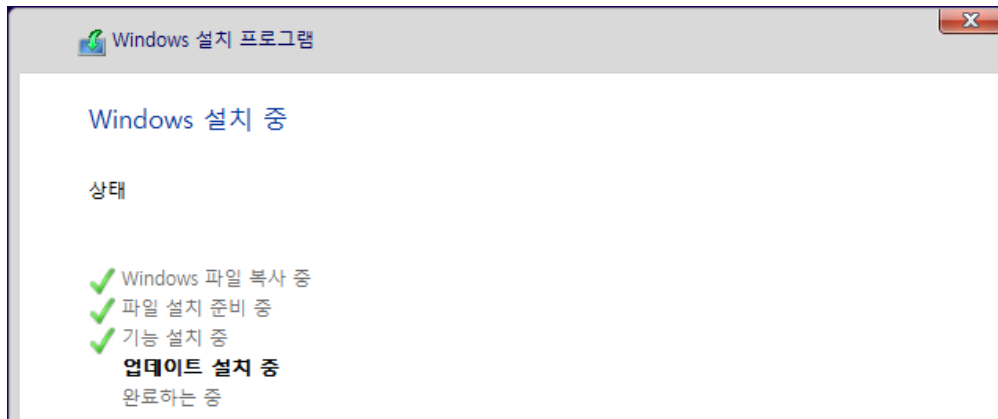 Windows 설치 프로그램
Windows 설치 중
상태
Windows 파일 복사 중
파일 설치 준비 중
기능 설치 중
업데이트 설치 중
완료하는 중